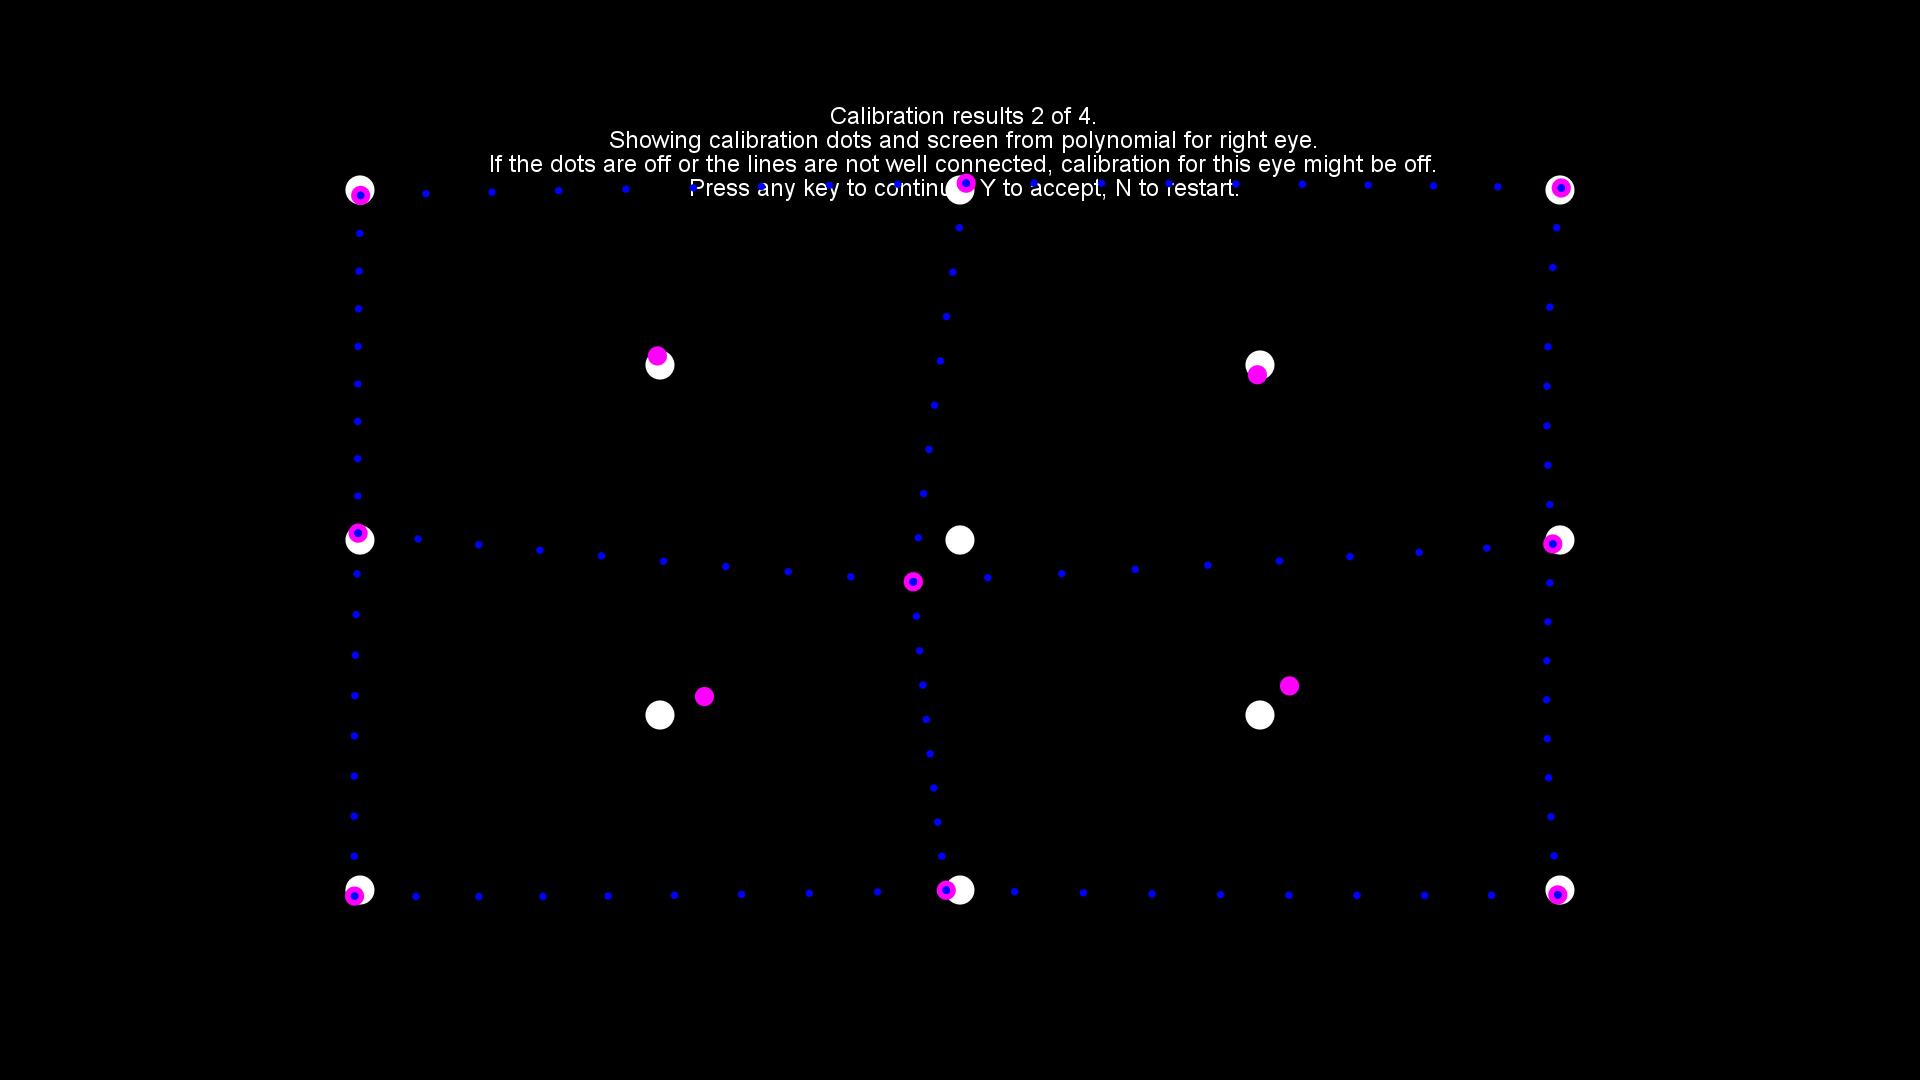 Calibration results 2 of 4.
Showing calibration dots and screen from polynomial for right eye.
If the dots are off or the lines are not well connected, calibration for this eye might be off.
Press any key to continue, Y to accept, N to restart.